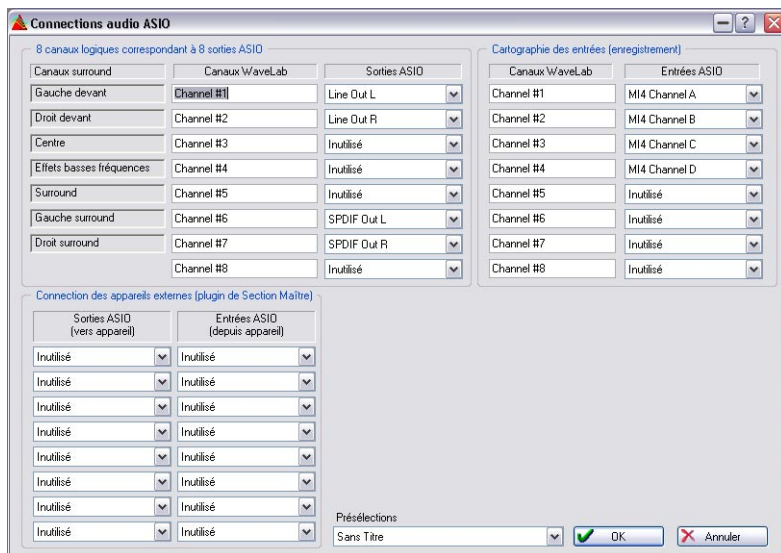 Connections audio ASIO
8 canaux logiques correspondant à 8 sorties ASIO
Canaux surround Canaux WaveLab Sorties ASIO
Gauche devant Channel #1 Line Out L
Droit devant Channel #2 Line Out R
Centre Channel #3 Inutilisé
Effets basses fréquences Channel #4 Inutilisé
Surround Channel #5 Inutilisé
Gauche surround Channel #6 SPDIF Out L
Droit surround Channel #7 SPDIF Out R
Channel #8 Inutilisé
Cartographie des entrées (enregistrement)
Canaux WaveLab Entrées ASIO
Channel #1 MI4 Channel A
Channel #2 MI4 Channel B
Channel #3 MI4 Channel C
Channel #4 MI4 Channel D
Channel #5 Inutilisé
Channel #6 Inutilisé
Channel #7 Inutilisé
Channel #8 Inutilisé
Connection des appareils externes (plugin de Section Maître)
Sorties ASIO Entrées ASIO
(vers appareil) (depuis appareil)
Inutilisé Inutilisé
Inutilisé Inutilisé
Inutilisé Inutilisé
Inutilisé Inutilisé
Inutilisé Inutilisé
Inutilisé Inutilisé
Inutilisé Inutilisé
Inutilisé Inutilisé
Présélections
Sans Titre OK Annuler